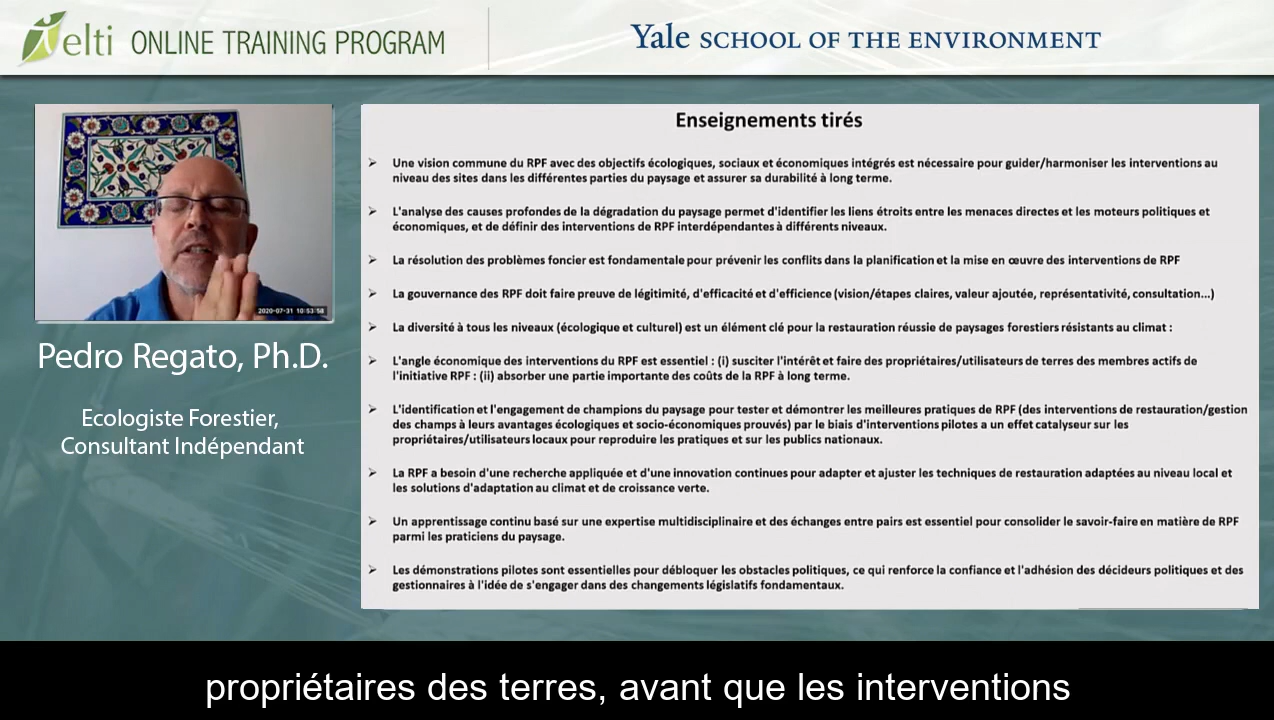 elti ONLINE TRAINING PROGRAM
Yale SCHOOL OF THE ENVIRONMENT
2020-07-31 10:53:58
Pedro Regato, Ph.D.
Ecologiste Forestier,
Consultant Indépendant
Enseignements tirés
➢ Une vision commune du RPF avec des objectifs écologiques, sociaux et économiques intégrés est nécessaire pour guider/harmoniser les interventions au
niveau des sites dans les différentes parties du paysage et assurer sa durabilité à long terme.
➢ L'analyse des causes profondes de la dégradation du paysage permet d'identifier les liens étroits entre les menaces directes et les moteurs politiques et
économiques, et de définir des interventions de RPF interdépendantes à différents niveaux.
➢ La résolution des problèmes foncier est fondamentale pour prévenir les conflits dans la planification et la mise en œuvre des interventions de RPF
➢ La gouvernance des RPF doit faire preuve de légitimité, d'efficacité et d'efficience (vision/étapes claires, valeur ajoutée, représentativité, consultation...)
➢ La diversité à tous les niveaux (écologique et culturel) est un élément clé pour la restauration réussie de paysages forestiers résistants au climat :
➢ L'angle économique des interventions du RPF est essentiel : (i) susciter l'intérêt et faire des propriétaires/utilisateurs de terres des membres actifs de
l'initiative RPF : (ii) absorber une partie importante des coûts de la RPF à long terme.
➢ L'identification et l'engagement de champions du paysage pour tester et démontrer les meilleures pratiques de RPF (des interventions de restauration/gestion
des champs à leurs avantages écologiques et socio-économiques prouvés) par le biais d'interventions pilotes a un effet catalyseur sur les
propriétaires/utilisateurs locaux pour reproduire les pratiques et sur les publics nationaux.
➢ La RPF a besoin d'une recherche appliquée et d'une innovation continues pour adapter et ajuster les techniques de restauration adaptées au niveau local et
les solutions d'adaptation au climat et de croissance verte.
➢ Un apprentissage continu basé sur une expertise multidisciplinaire et des échanges entre pairs est essentiel pour consolider le savoir-faire en matière de RPF
parmi les praticiens du paysage.
➢ Les démonstrations pilotes sont essentielles pour débloquer les obstacles politiques, ce qui renforce la confiance et l'adhésion des décideurs politiques et des
gestionnaires à l'idée de s'engager dans des changements législatifs fondamentaux.
propriétaires des terres, avant que les interventions